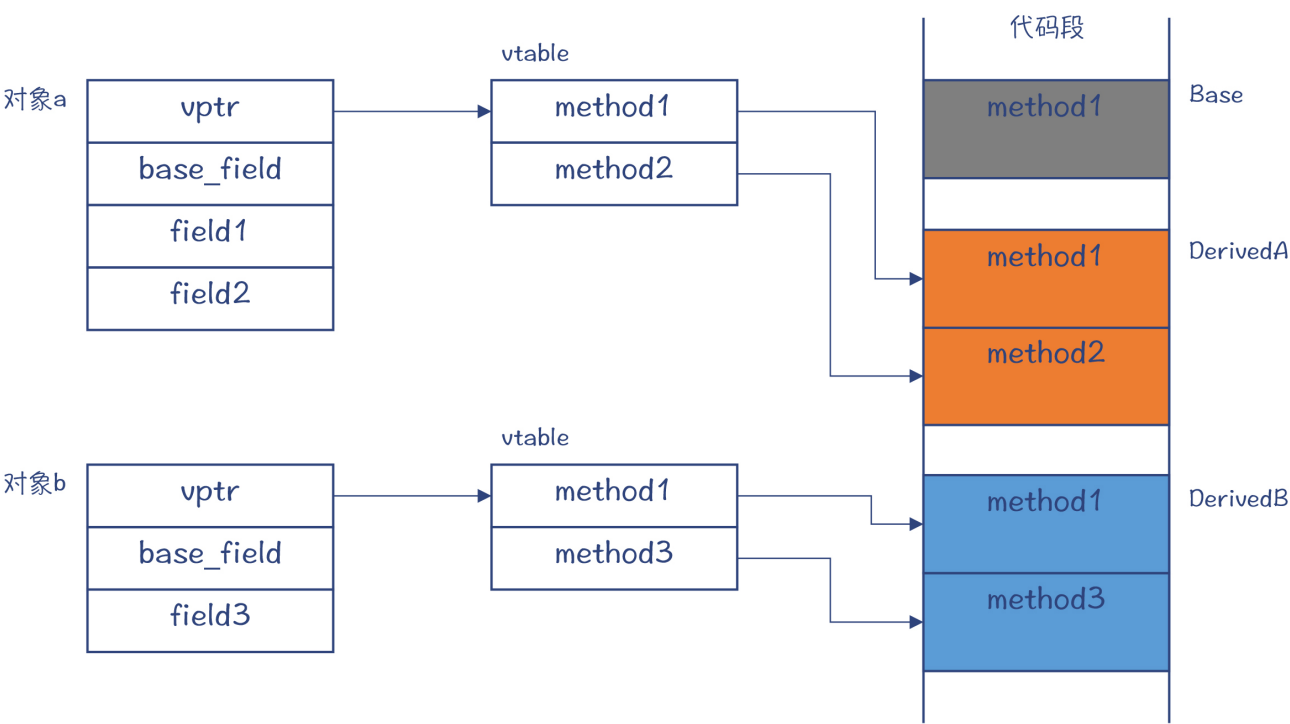 代码段
vtable
对象a
vptr
base_field
field1
field2
method1
method2
method1
Base
method1
DerivedA
method2
vtable
对象b
vptr
base_field
field3
method1
method3
method1
DerivedB
method3